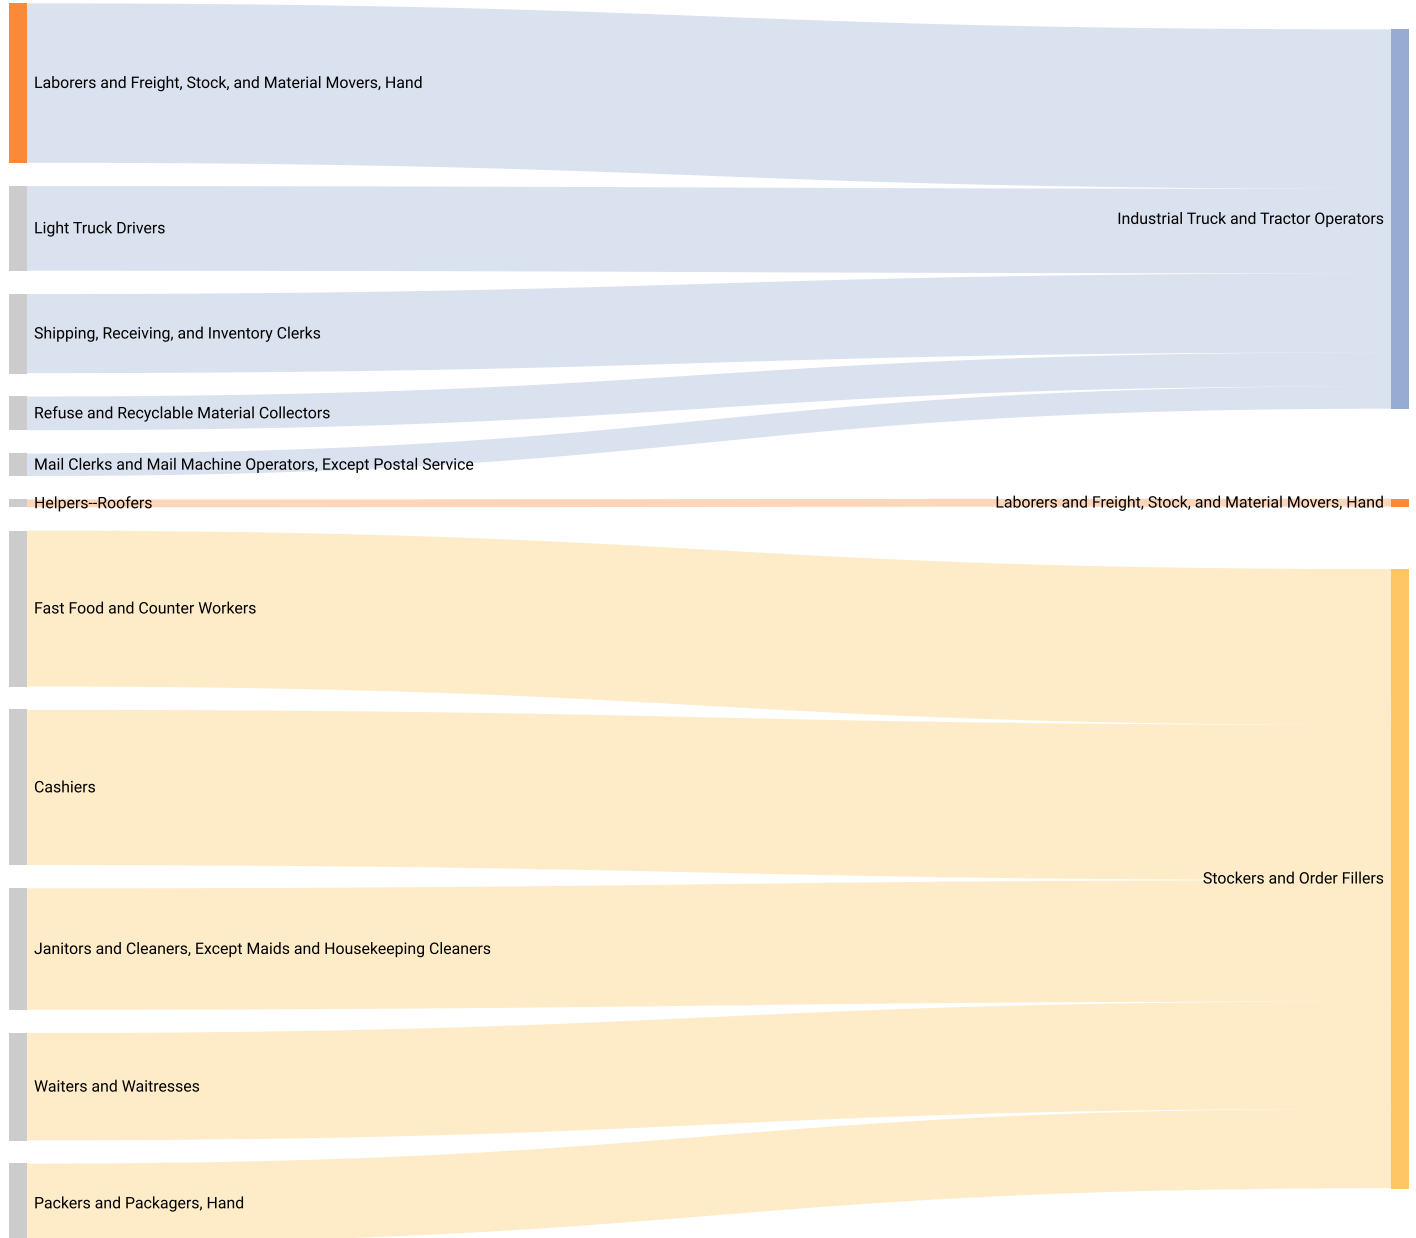 Laborers and Freight, Stock, and Material Movers, Hand
Light Truck Drivers
Industrial Truck and Tractor Operators
Shipping, Receiving, and Inventory Clerks
Refuse and Recyclable Material Collectors
Mail Clerks and Mail Machine Operators, Except Postal Service
Helpers--Roofers
Laborers and Freight, Stock, and Material Movers, Hand
Fast Food and Counter Workers
Cashiers
Stockers and Order Fillers
Janitors and Cleaners, Except Maids and Housekeeping Cleaners
Waiters and Waitresses
Packers and Packagers, Hand